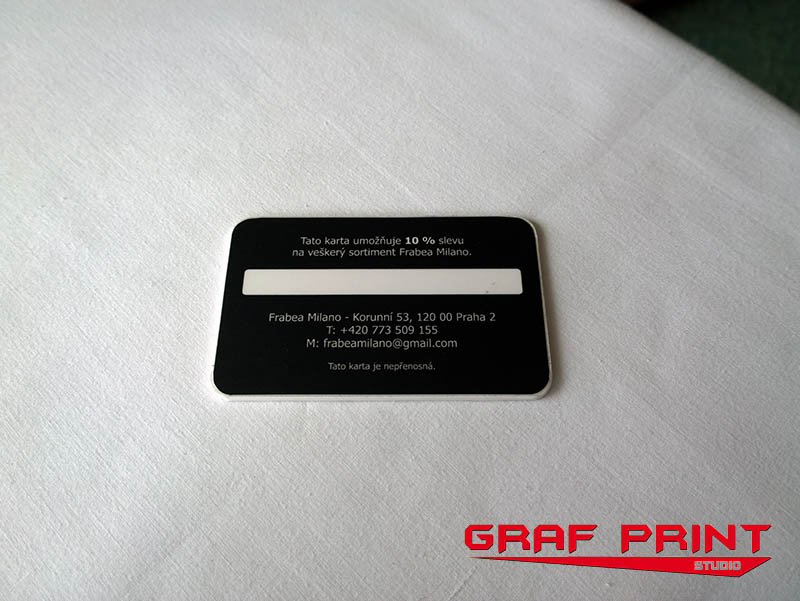 Tato karta umožňuje 10 % slevu
na veškerý sortiment Frabea Milano.
Frabea Milano - Korunní 53, 120 00 Praha 2
T: +420 773 509 155
M: frabeamilano@gmail.com
Tato karta je nepřenosná.
GRAF PRINT
STUDIO